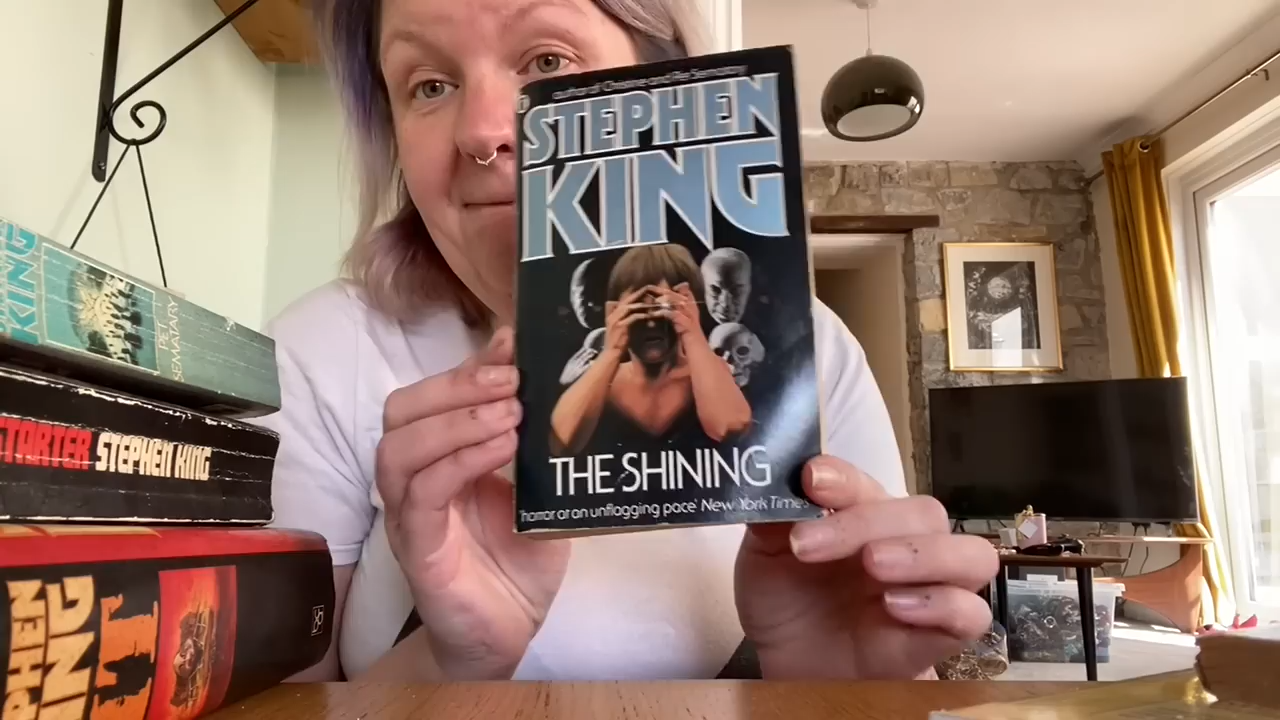 author of Christine and Pet Sematary
STEPHEN
KING
THE SHINING
'horror at an unflagging pace' New York Times
KING
PET
SEMATARY
STARTER STEPHEN KING
PHEN
KING
IT